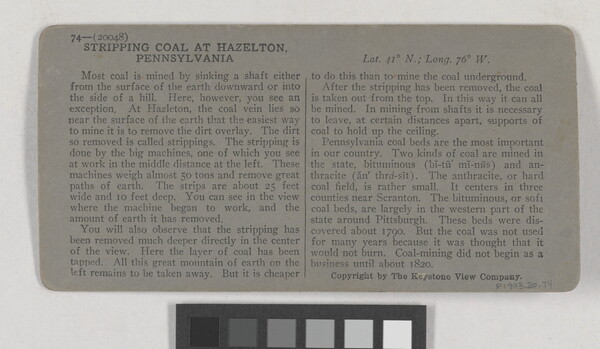 74—(20048)
STRIPPING COAL AT HAZELTON,
PENNSYLVANIA
Lat. 41° N.; Long. 76° W.
Most coal is mined by sinking a shaft either
from the surface of the earth downward or into
the side of a hill. Here, however, you see an
exception. At Hazleton, the coal vein lies so
near the surface of the earth that the easiest way
to mine it is to remove the dirt overlay. The dirt
so removed is called strippings. The stripping is
done by the big machines, one of which you see
at work in the middle distance at the left. These
machines weigh almost 50 tons and remove great
paths of earth. The strips are about 25 feet
wide and 10 feet deep. You can see in the view
where the machine began to work, and the
amount of earth it has removed.
You will also observe that the stripping has
been removed much deeper directly in the center
of the view. Here the layer of coal has been
tapped. All this great mountain of earth on the
left remains to be taken away. But it is cheaper
to do this than to mine the coal underground.
After the stripping has been removed, the coal
is taken out from the top. In this way it can all
be mined. In mining from shafts it is necessary
to leave, at certain distances apart, supports of
coal to hold up the ceiling.
Pennsylvania coal beds are the most important
in our country. Two kinds of coal are mined in
the state, bituminous (bĭ-tū´ mĭ-nŭs) and an-
thracite (ăn´ thrá-sīt). The anthracite, or hard
coal field, is rather small. It centers in three
counties near Scranton. The bituminous, or soft
coal beds, are largely in the western part of the
state around Pittsburgh. These beds were dis-
covered about 1790. But the coal was not used
for many years because it was thought that it
would not burn. Coal-mining did not begin as a
business until about 1820.
Copyright by The Keystone View Company.
P1983.20.74